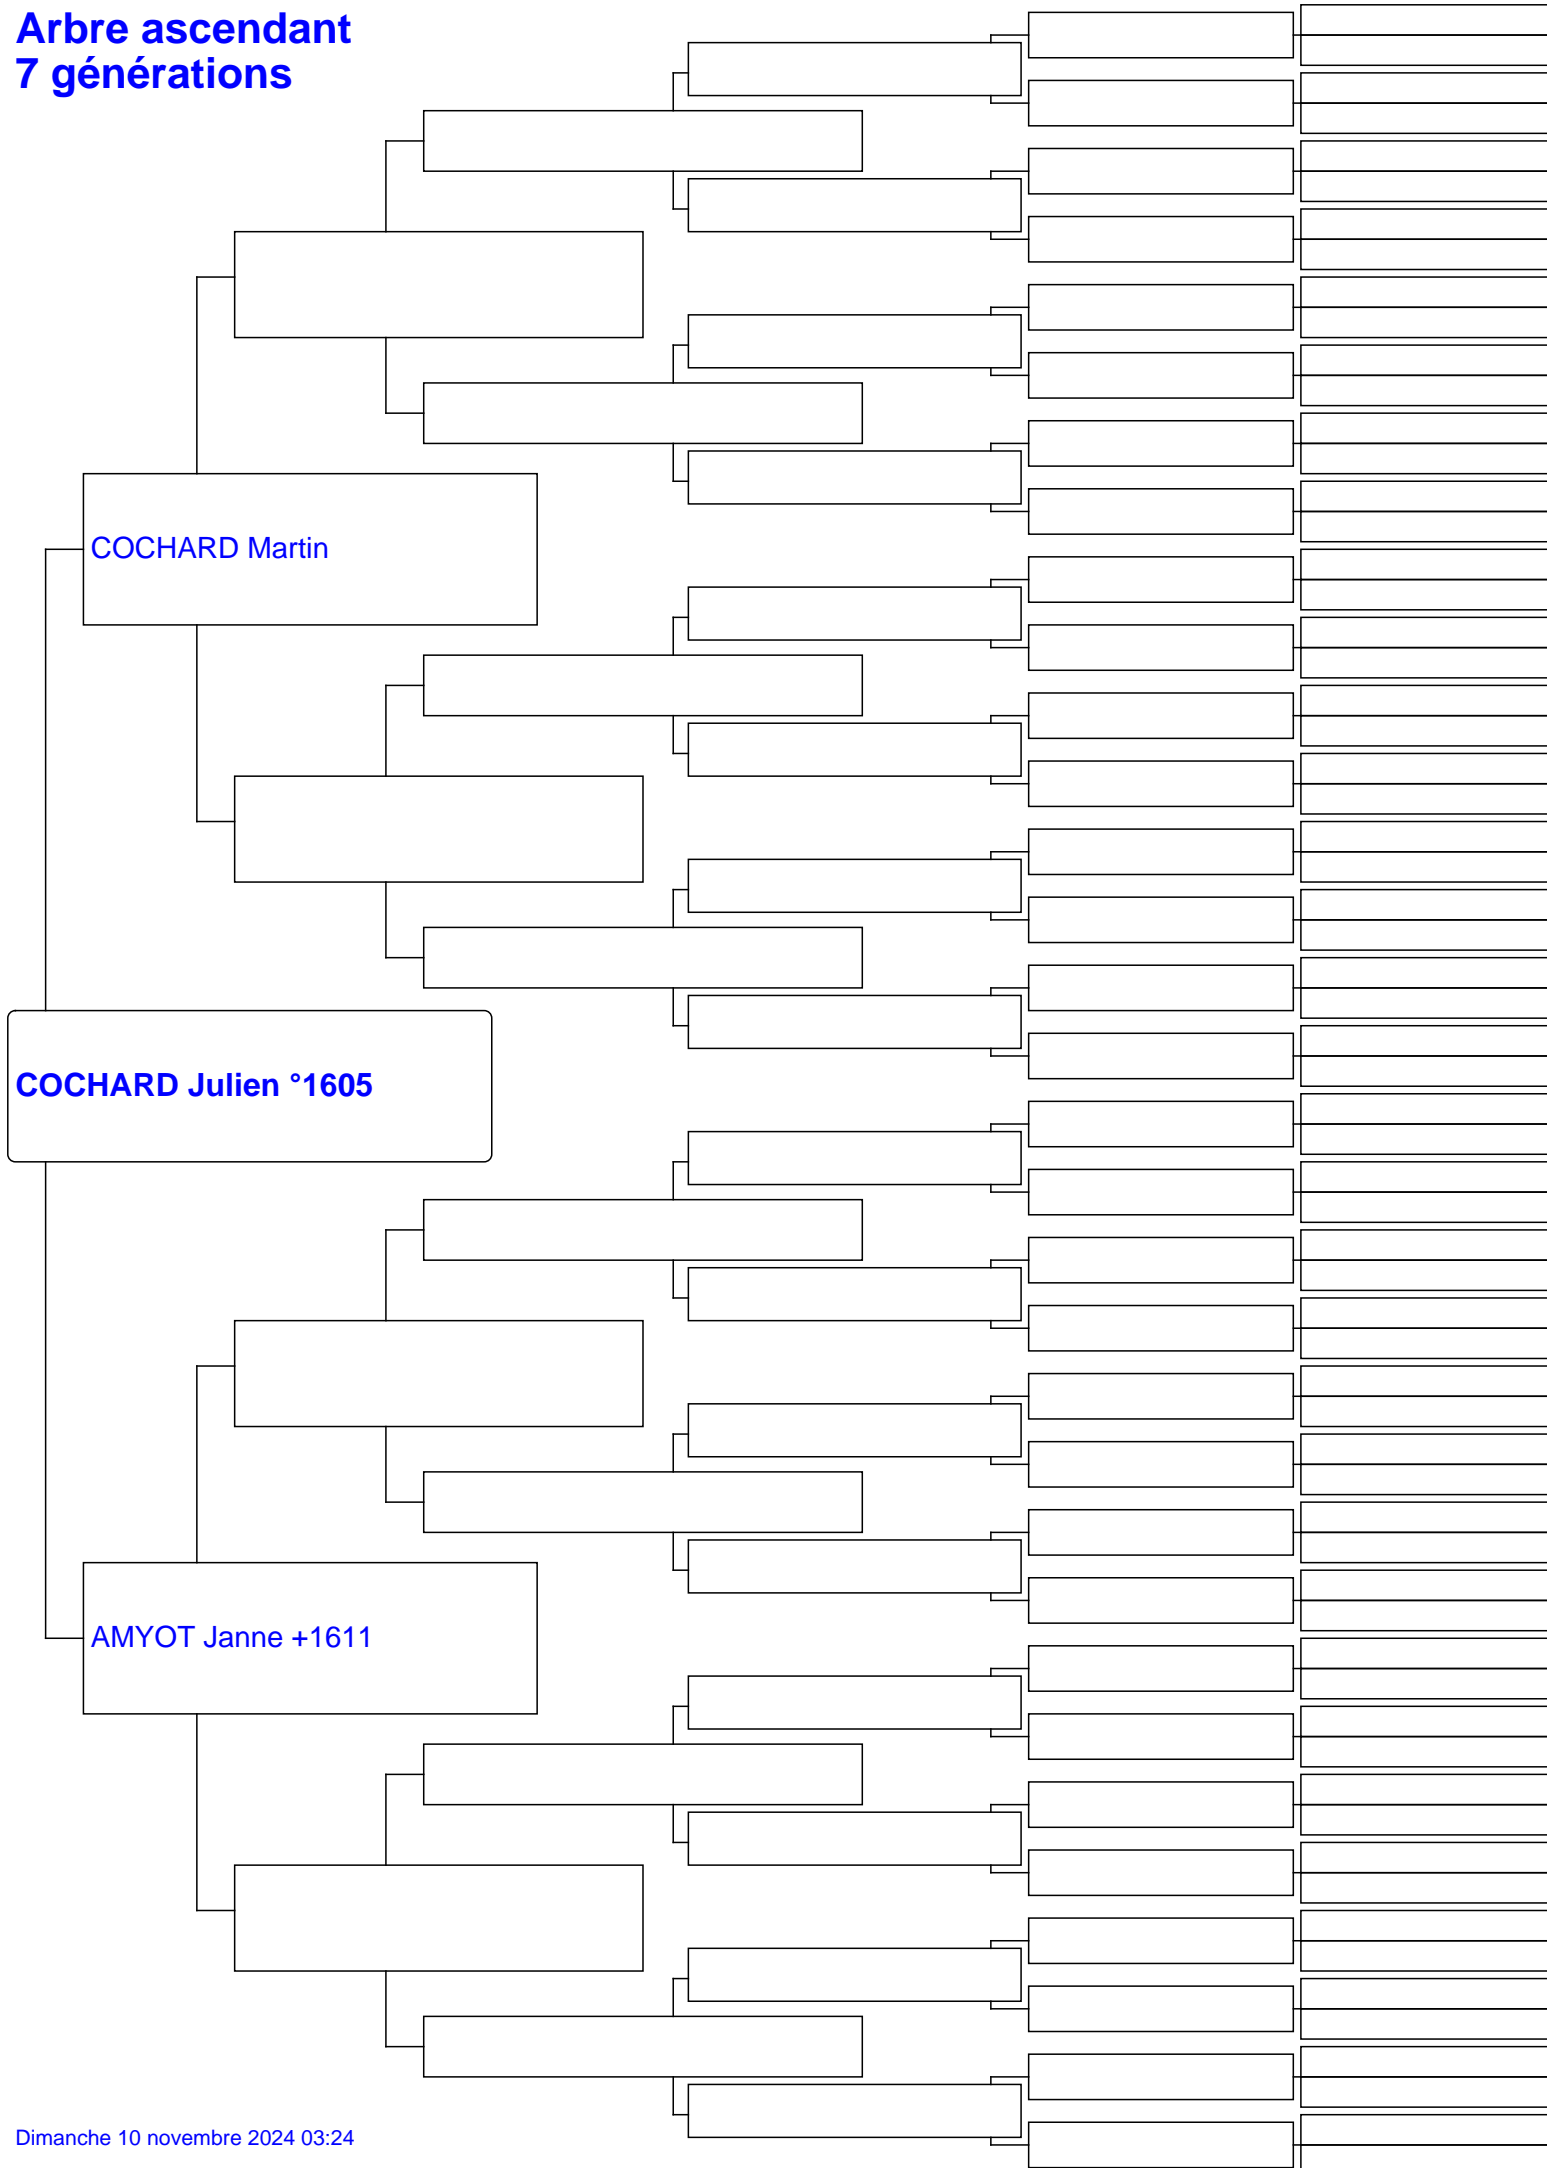 Arbre ascendant
7 générations
COCHARD Martin
COCHARD Julien °1605
AMYOT Janne +1611
Dimanche 10 novembre 2024 03:24